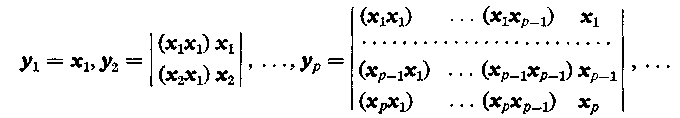 (x₁x₁) … (x₁xₚ₋₁) x₁
y₁ = x₁, y₂ = |(x₁x₁) x₁| , …, yₚ = ........................ , …
(x₂x₁) x₂ (xₚ₋₁x₁) … (xₚ₋₁xₚ₋₁) xₚ₋₁
(xₚx₁) … (xₚxₚ₋₁) xₚ